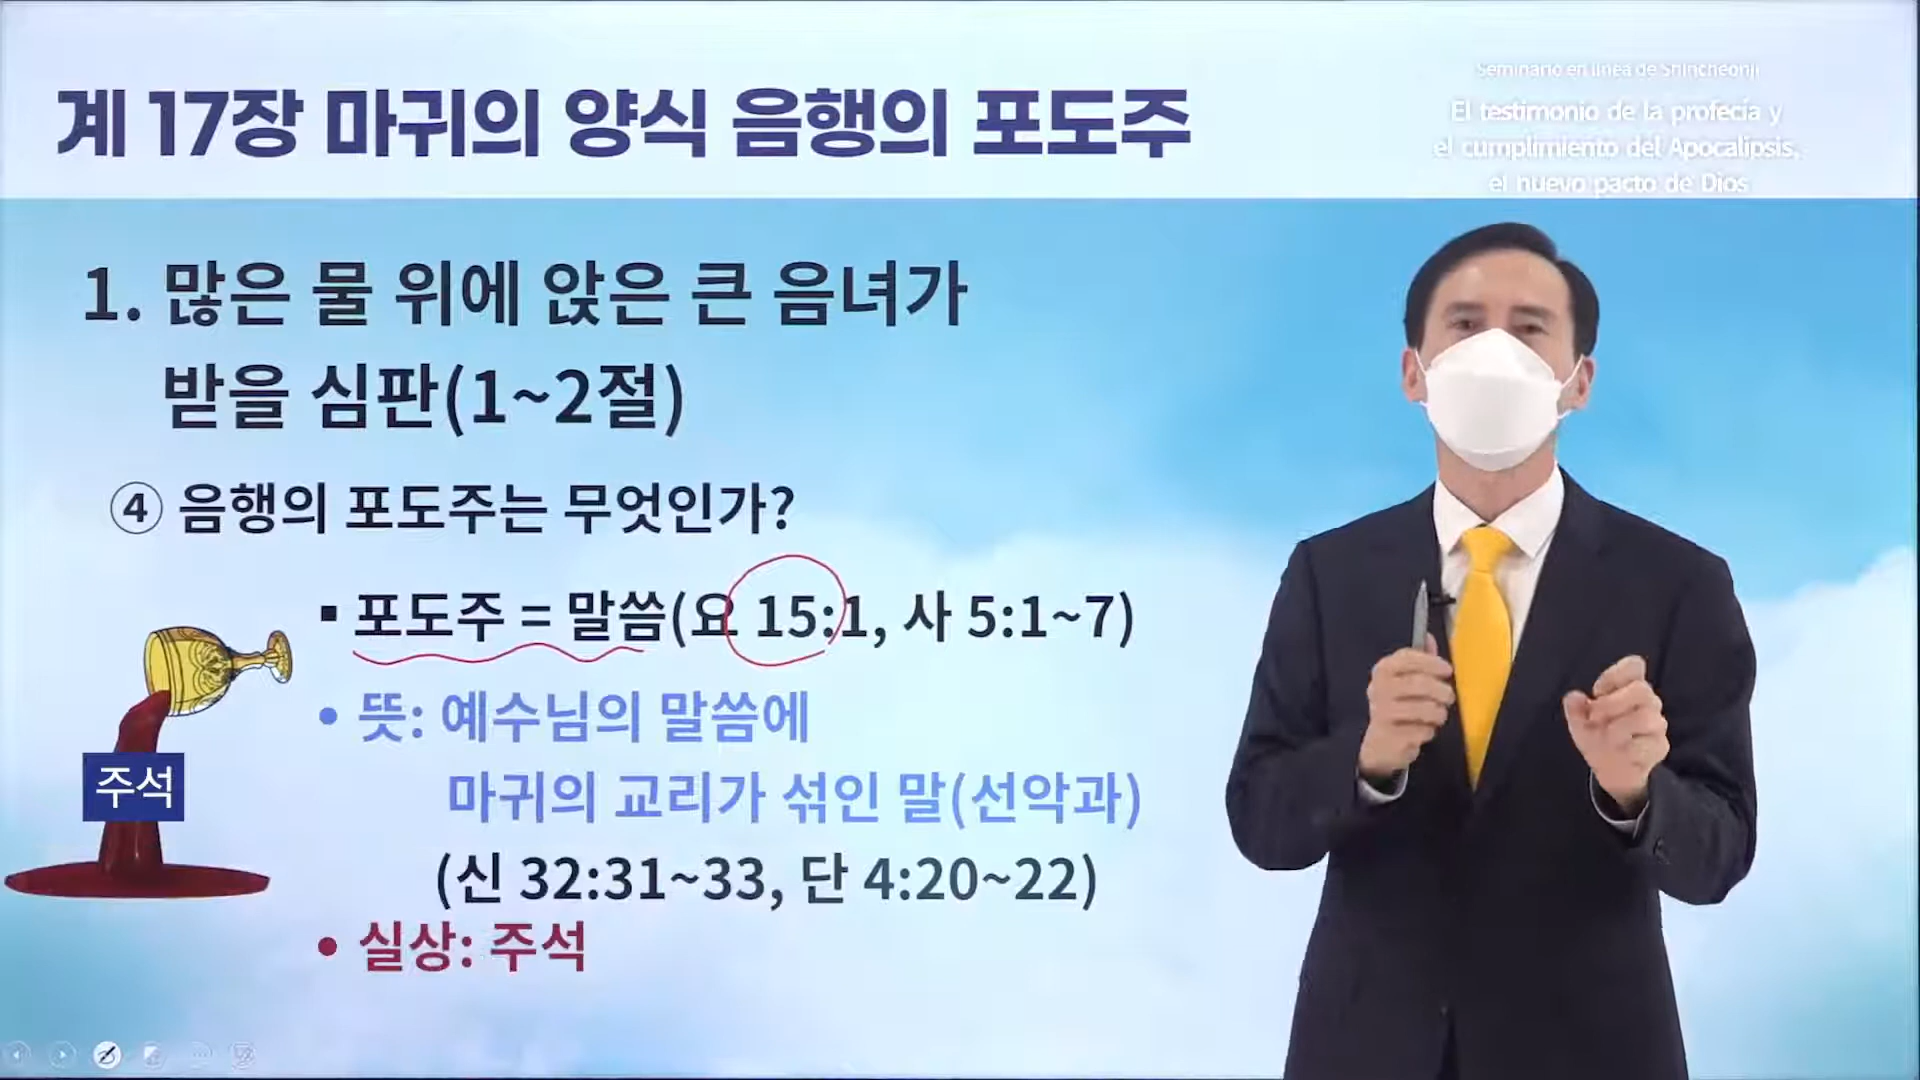 계 17장 마귀의 양식 음행의 포도주
Seminario en línea de Shincheonji
El testimonio de la profecía y
el cumplimiento del Apocalipsis,
el nuevo pacto de Dios
1. 많은 물 위에 앉은 큰 음녀가
받을 심판(1~2절)
④ 음행의 포도주는 무엇인가?
▪ 포도주 = 말씀(요 15:1, 사 5:1~7)
• 뜻: 예수님의 말씀에
마귀의 교리가 섞인 말(선악과)
(신 32:31~33, 단 4:20~22)
• 실상: 주석
주석